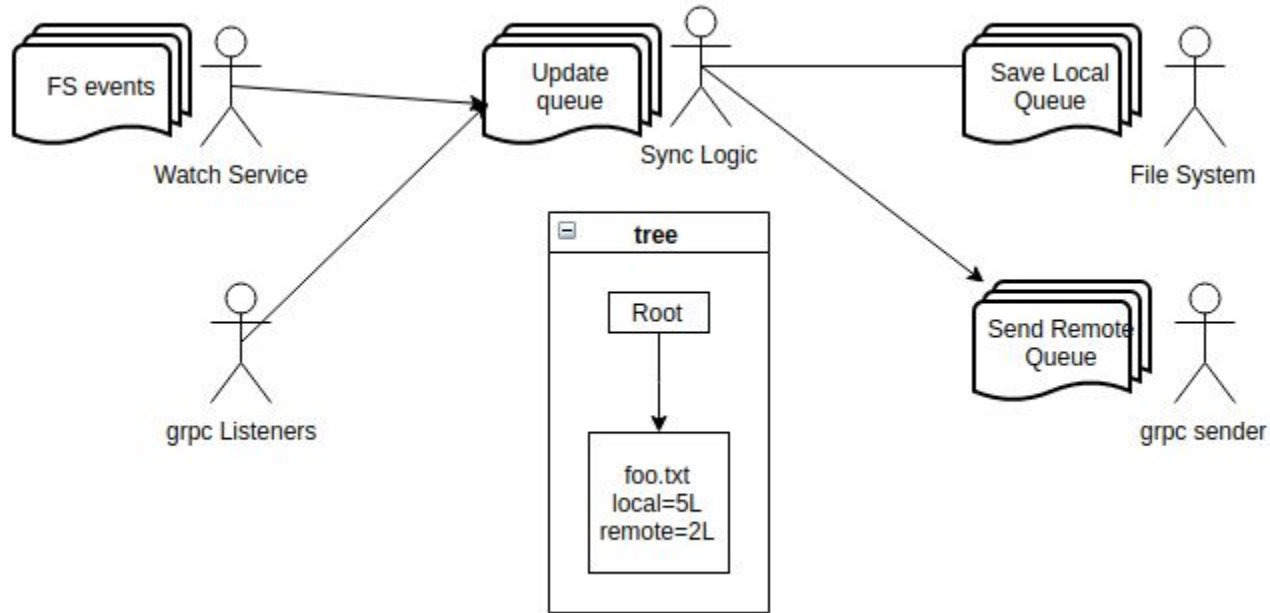 FS events
Watch Service
Update
queue
Sync Logic
Save Local
Queue
File System
grpc Listeners
tree
Root
foo.txt
local=5L
remote=2L
Send Remote
Queue
grpc sender